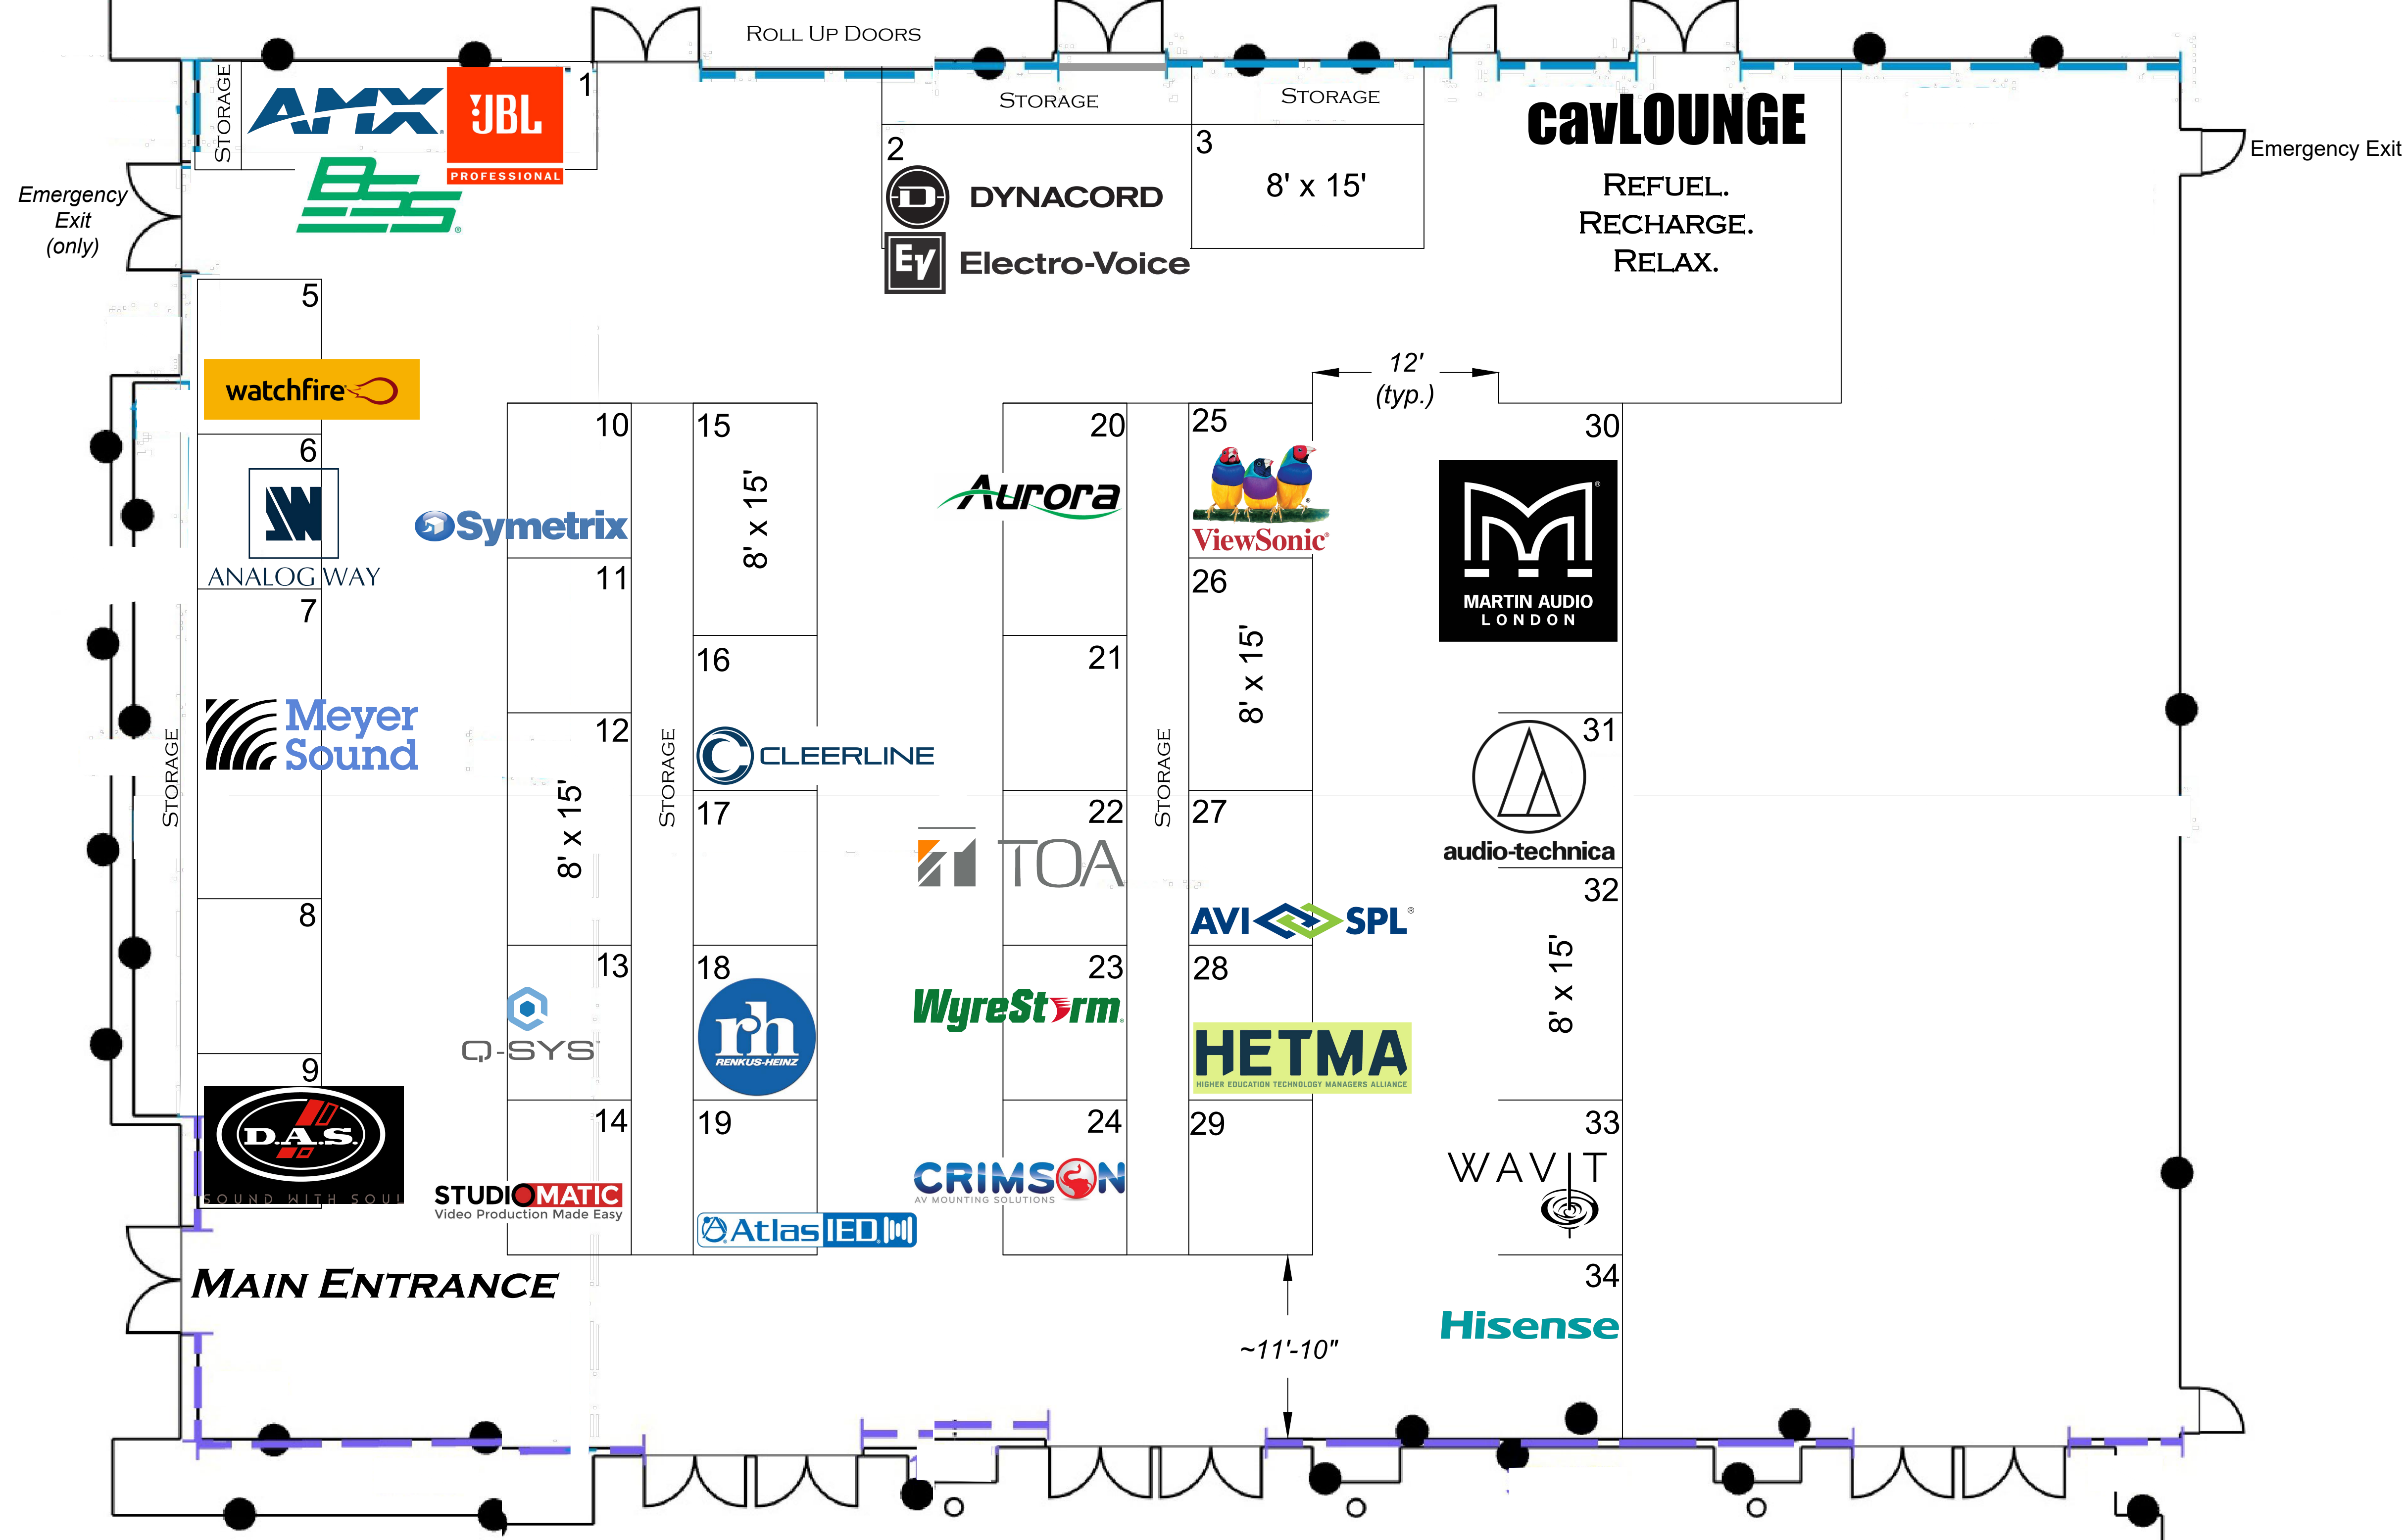 ROLL UP DOORS
STORAGE
AMX
JBL
PROFESSIONAL
BSS
1
STORAGE
STORAGE
2
DYNACORD
EV Electro-Voice
3
8' x 15'
cavLOUNGE
REFUEL.
RECHARGE.
RELAX.
Emergency Exit
Emergency
Exit
(only)
5
watchfire
6
ANALOG WAY
7
Meyer
Sound
STORAGE
8
9
D.A.S.
SOUND WITH SOUL
MAIN ENTRANCE
10
Symetrix
11
12
8' x 15'
13
Q-SYS
14
STUDIOMATIC
Video Production Made Easy
STORAGE
15
8' x 15'
16
CLEERLINE
17
18
rh
RENKUS-HEINZ
19
AtlasIED
20
Aurora
21
22
TOA
23
WyreStorm
24
CRIMSON
AV MOUNTING SOLUTIONS
STORAGE
25
ViewSonic
26
8' x 15'
27
AVI SPL
28
HETMA
HIGHER EDUCATION TECHNOLOGY MANAGERS ALLIANCE
29
~11'-10"
12'
(typ.)
30
MARTIN AUDIO
LONDON
31
audio-technica
32
8' x 15'
33
WAVIT
34
Hisense